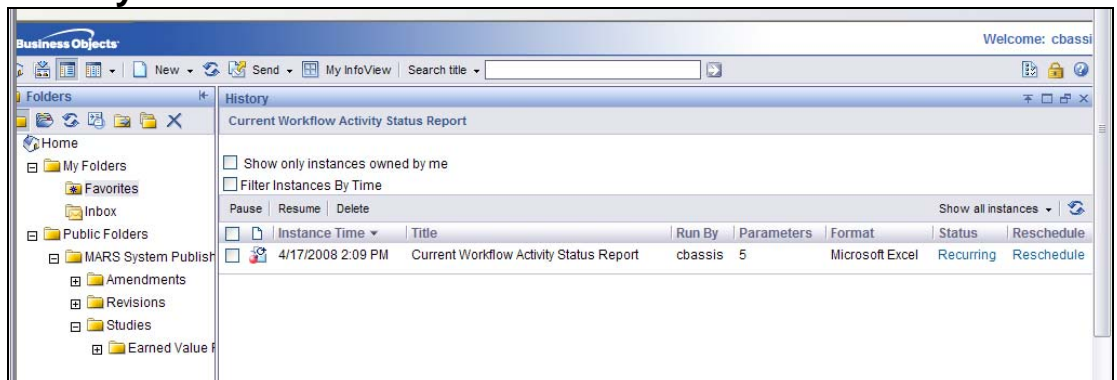 Business Objects
Welcome: cbassi
New Send My InfoView Search title
Folders
History
Current Workflow Activity Status Report
Home
My Folders
Favorites
Inbox
Public Folders
MARS System Publish
Amendments
Revisions
Studies
Earned Value
Show only instances owned by me
Filter Instances By Time
Pause Resume Delete Show all instances
Instance Time Title Run By Parameters Format Status Reschedule
4/17/2008 2:09 PM Current Workflow Activity Status Report cbassis 5 Microsoft Excel Recurring Reschedule